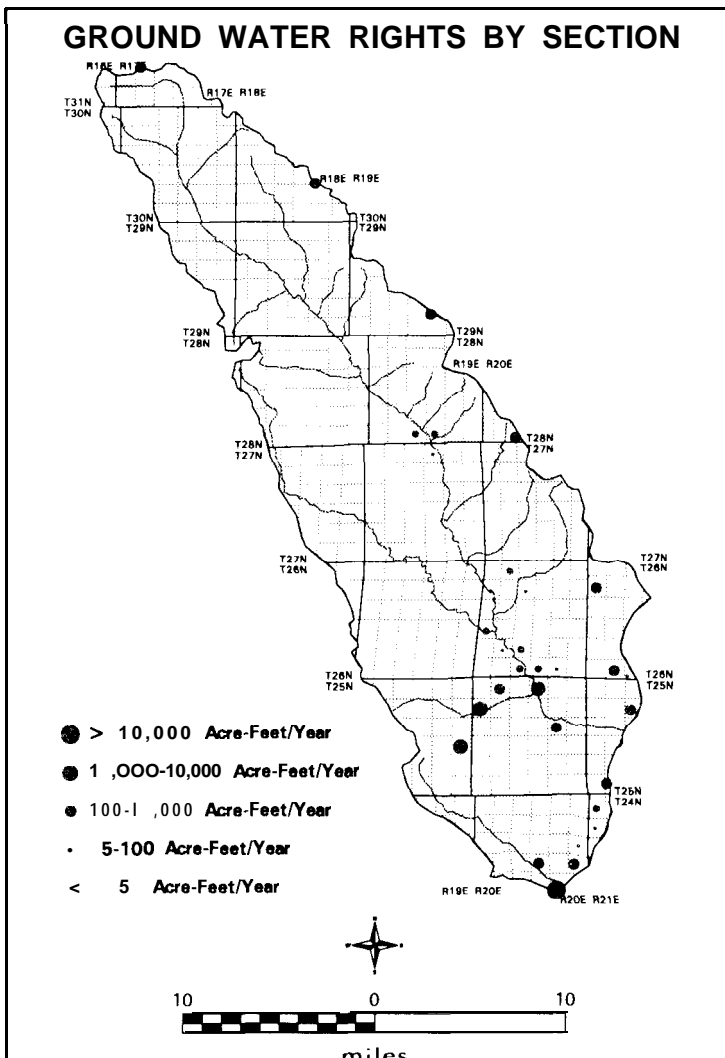 GROUND WATER RIGHTS BY SECTION
R16E R17E
R17E R18E
T31N
T30N
R18E R19E
T30N
T29N
T30N
T29N
T29N
T28N
T29N
T28N
R19E R20E
T28N
T27N
T28N
T27N
T27N
T26N
T27N
T26N
T26N
T25N
T26N
T25N
> 10,000 Acre-Feet/Year
1 ,OOO-10,000 Acre-Feet/Year
100-I ,000 Acre-Feet/Year
5-100 Acre-Feet/Year
< 5 Acre-Feet/Year
T25N
T24N
R19E R20E
R20E R21E
10 0 10
miles